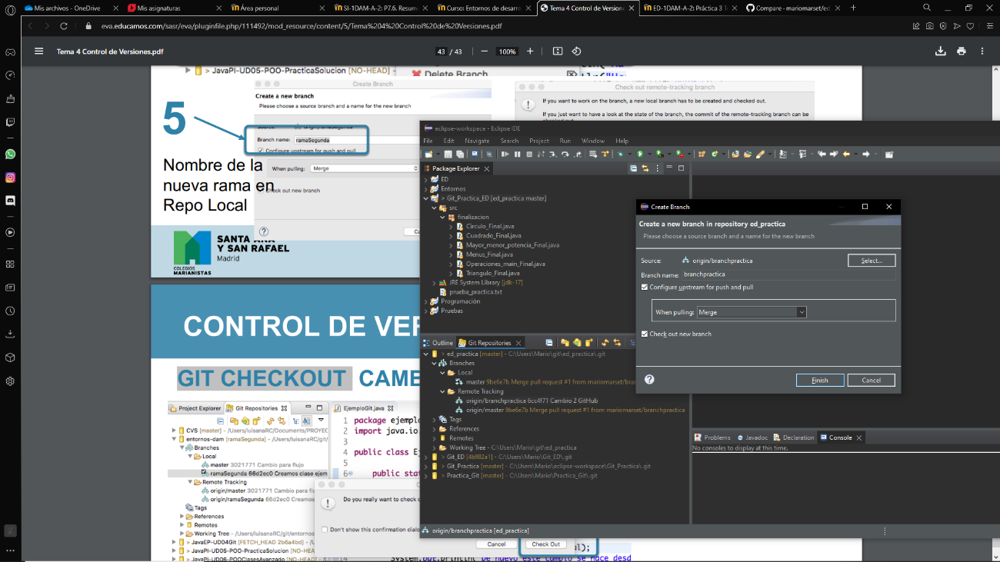 Mis archivos - OneDrive
Mis asignaturas
Área personal
SI-1DAM-A-2: P7.6. Resum
Curso: Entornos de desarro
Tema 4 Control de Version
ED-1DAM-A-2: Práctica 3 T
Compare - mariomarset/ed
eva.educamos.com/sasr/eva/pluginfile.php/111492/mod_resource/content/5/Tema%204%20Control%20de%20Versiones.pdf
Tema 4 Control de Versiones.pdf
43 / 43
100%
> JavaPI-UD05-POO-PracticaSolucion [NO-HEAD] -
Delete Branch
Create Branch
Create a new branch
Please choose a source branch and a name for the new branch
Source: origin/ramaSegunda
Branch name: ramaSegunda
Configure upstream for push and pull
When pulling: Merge
Check out new branch
5
Nombre de la
nueva rama en
Repo Local
Check out remote-tracking branch
If you want to work on the branch, a new local branch has to be created and checked out.
If you just want to have a look at the state of the branch, the commit of the remote-tracking branch can be
SANTA ANA
Y SAN RAFAEL
Madrid
COLEGIOS
MARIANISTAS
CONTROL DE VER
GIT CHECKOUT CAMB
Project Explorer
Git Repositories
EjemploGit.java
CVS [master] - /Users/luisanaRC/Documents/PROYEC
entornos-dam [ramaSegunda] - /Users/luisanaRC/git/
Branches
Local
master 3021771 Cambio para flujo
ramaSegunda 66d2ec0 Creamos clase ejem
Remote Tracking
origin/master 3021771 Cambio para fluj
origin/ramaSegunda 66d2ec0 Creamos
Tags
References
Remotes
Working Tree - /Users/luisanaRC/git/entornos
> JavaEP-UD04Git [FETCH_HEAD 2b6a4bd] - /Users/
> JavaPI-UD05-POO-PracticaSolucion [NO-HEA
> JavaPI-UD06-POOClasesAvanzado [NO-HEAD] -
1 package ejemplo
2 import java.io
3
4 public class Ej
5
6 public stat
Do you really want to check o
Don't show this confirmation dialo
Cancel
Check Out
14 System.out.println("De nuevo este cambio se hace desd
eclipse-workspace - Eclipse IDE
File Edit Navigate Search Project Run Window Help
Package Explorer
ED
Entornos
> Git_Practica_ED [ed_practica master]
src
finalizacion
Circulo_Final.java
Cuadrado_Final.java
Mayor_menor_potencia_Final.java
Menus_Final.java
Operaciones_main_Final.java
Triangulo_Final.java
JRE System Library [jdk-17]
prueba_practica.txt
Programación
Pruebas
Outline
Git Repositories
> ed_practica [master] - C:\Users\Mario\git\ed_practica\.git
Branches
Local
master 9be6e7b Merge pull request #1 from mariomarset/bran
Remote Tracking
origin/branchpractica 6cc4f71 Cambio 2 GitHub
origin/master 9be6e7b Merge pull request #1 from mariomarset/branchpractica
Tags
References
Remotes
Working Tree - C:\Users\Mario\git\ed_practica
> Git_ED [4b982a1] - C:\Users\Mario\Git_ED\.git
> Git_Practica [master] - C:\Users\Mario\eclipse-workspace\Git_Practica\.git
> Practica_Git [master] - C:\Users\Mario\Practica_Git\.git
origin/branchpractica [ed_practica]
Create Branch
Create a new branch in repository ed_practica
Please choose a source branch and a name for the new branch
Source: origin/branchpractica
Select...
Branch name: branchpractica
Configure upstream for push and pull
When pulling: Merge
Check out new branch
Finish
Cancel
Problems
Javadoc
Declaration
Console
No consoles to display at this time.